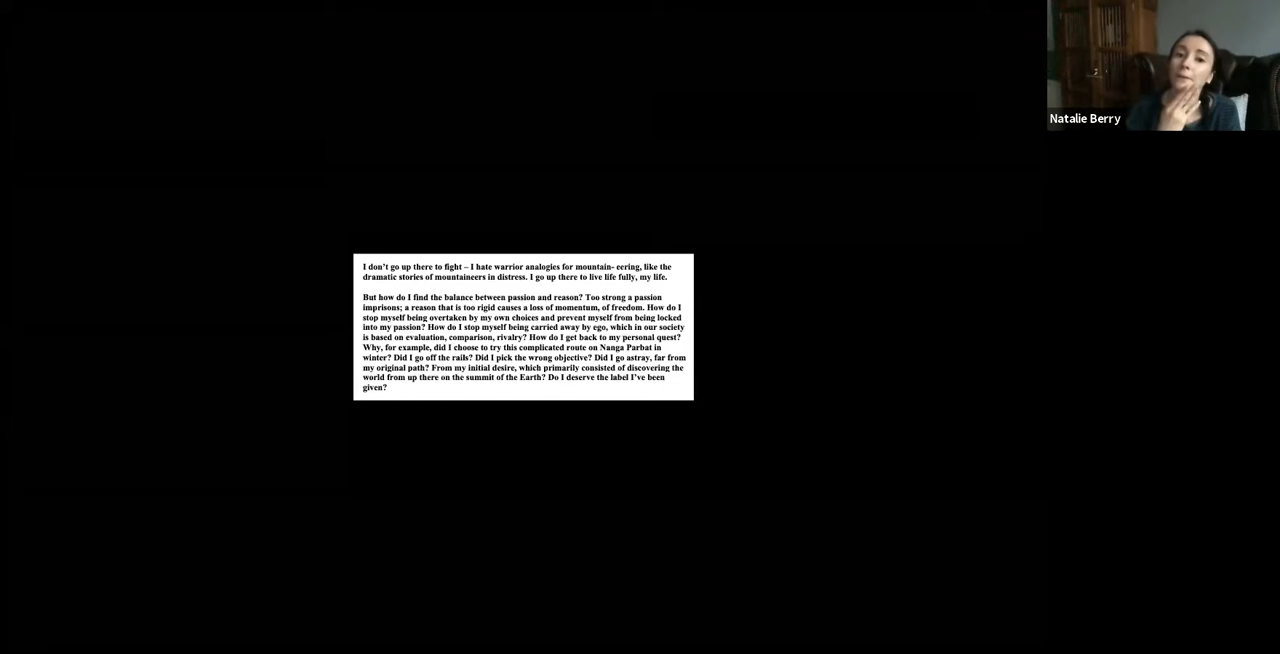 Natalie Berry
I don't go up there to fight – I hate warrior analogies for mountain- eering, like the
dramatic stories of mountaineers in distress. I go up there to live life fully, my life.
But how do I find the balance between passion and reason? Too strong a passion
imprisons; a reason that is too rigid causes a loss of momentum, of freedom. How do I
stop myself being overtaken by my own choices and prevent myself from being locked
into my passion? How do I stop myself being carried away by ego, which in our society
is based on evaluation, comparison, rivalry? How do I get back to my personal quest?
Why, for example, did I choose to try this complicated route on Nanga Parbat in
winter? Did I go off the rails? Did I pick the wrong objective? Did I go astray, far from
my original path? From my initial desire, which primarily consisted of discovering the
world from up there on the summit of the Earth? Do I deserve the label I've been
given?